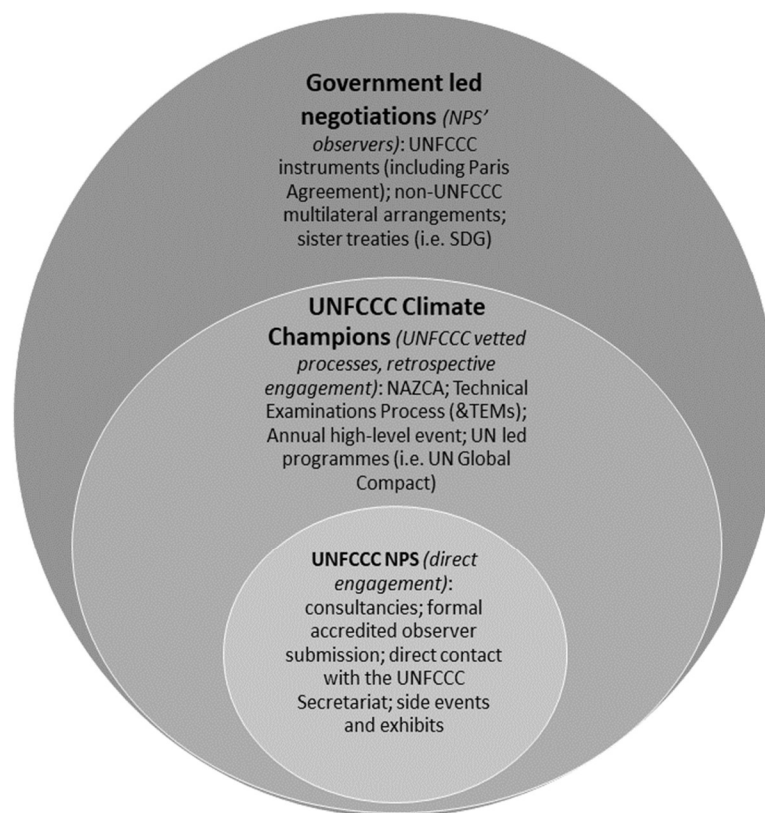 Government led
negotiations (NPS'
observers): UNFCCC
instruments (including Paris
Agreement); non-UNFCCC
multilateral arrangements;
sister treaties (i.e. SDG)
UNFCCC Climate
Champions (UNFCCC vetted
processes, retrospective
engagement): NAZCA; Technical
Examinations Process (&TEMs);
Annual high-level event; UN led
programmes (i.e. UN Global
Compact)
UNFCCC NPS (direct
engagement):
consultancies; formal
accredited observer
submission; direct contact
with the UNFCCC
Secretariat; side events
and exhibits